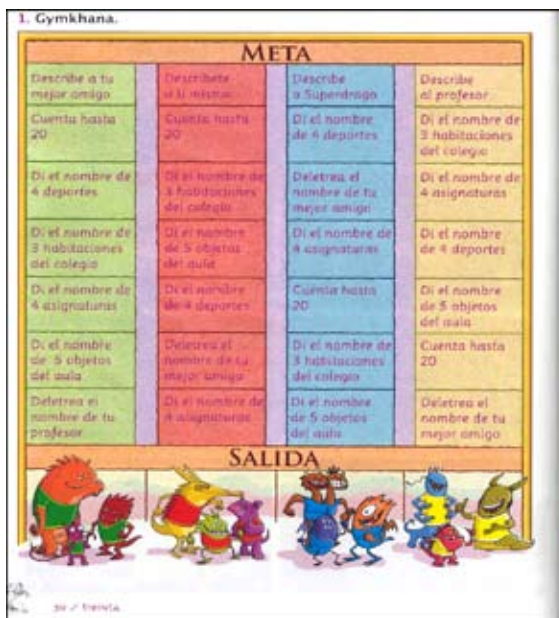 1. Gymkhana.
META
Describe a tu
mejor amigo
Descríbete
a ti mismo
Describe
a Superdrago
Describe
al profesor
Cuenta hasta
20
Cuenta hasta
20
Di el nombre
de 4 deportes
Di el nombre de
3 habitaciones
del colegio
Di el nombre de
4 deportes
Di el nombre de
3 habitaciones
del colegio
Deletrea el
nombre de tu
mejor amigo
Di el nombre de
4 asignaturas
Di el nombre de
3 habitaciones
del colegio
Di el nombre
de 5 objetos
del aula
Di el nombre de
4 asignaturas
Di el nombre
de 4 deportes
Di el nombre de
4 asignaturas
Di el nombre
de 4 deportes
Cuenta hasta
20
Di el nombre
de 5 objetos
del aula
Di el nombre
de 5 objetos
del aula
Deletrea el
nombre de tu
mejor amigo
Di el nombre de
3 habitaciones
del colegio
Cuenta hasta
20
Deletrea el
nombre de tu
profesor
Di el nombre de
4 asignaturas
Di el nombre
de 5 objetos
del aula
Deletrea el
nombre de tu
mejor amigo
SALIDA
30 / treinta